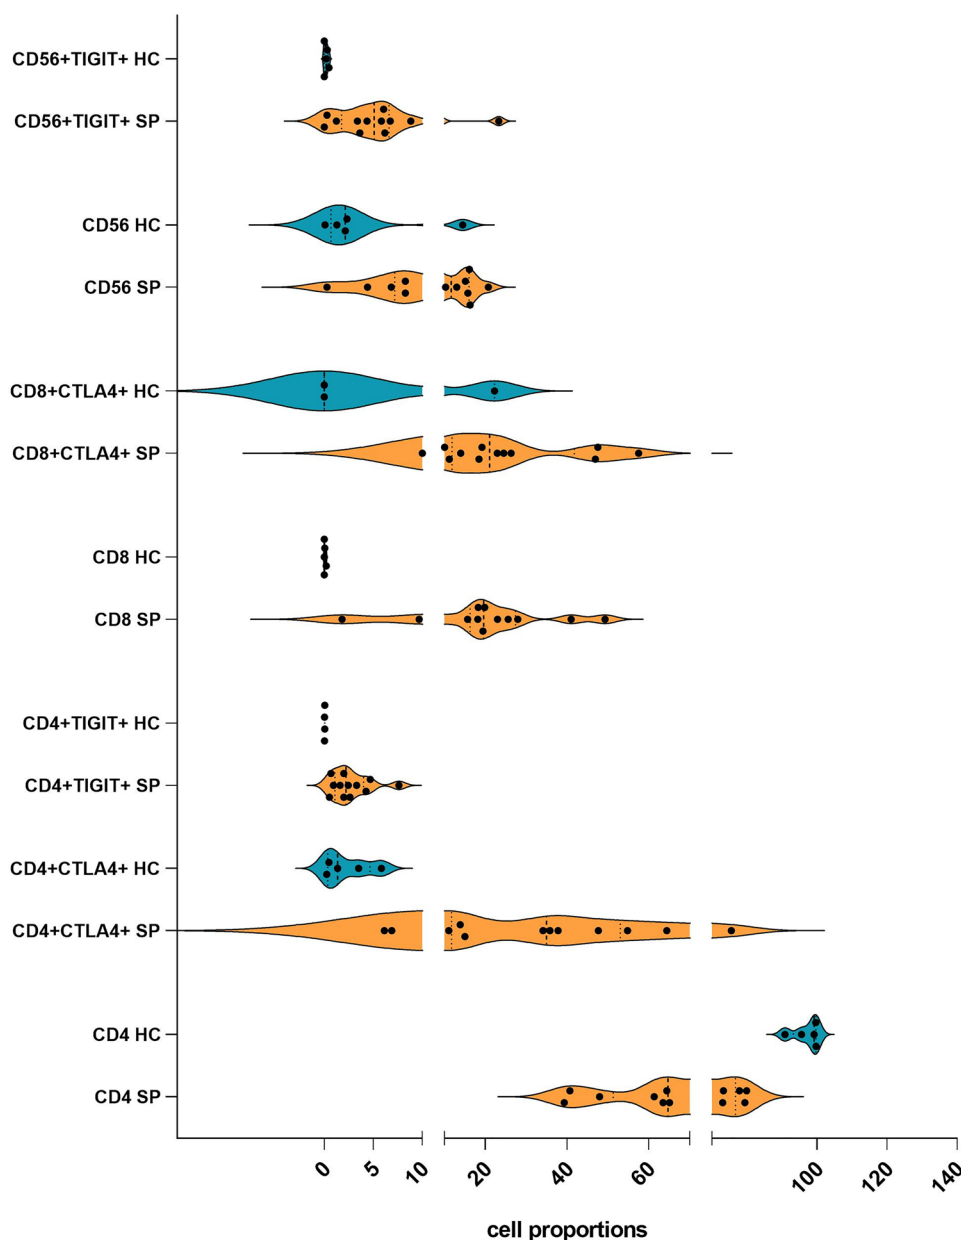 CD56+TIGIT+ HC
CD56+TIGIT+ SP
CD56 HC
CD56 SP
CD8+CTLA4+ HC
CD8+CTLA4+ SP
CD8 HC
CD8 SP
CD4+TIGIT+ HC
CD4+TIGIT+ SP
CD4+CTLA4+ HC
CD4+CTLA4+ SP
CD4 HC
CD4 SP
0 5 10 20 40 60 100 120 140
cell proportions